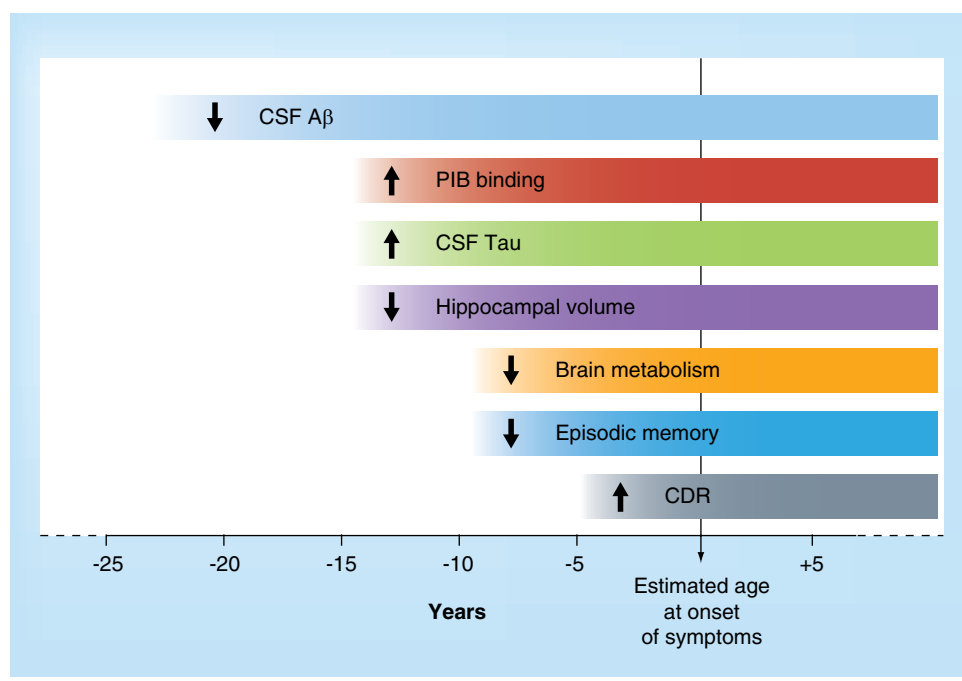 CSF Aβ
PIB binding
CSF Tau
Hippocampal volume
Brain metabolism
Episodic memory
CDR
-25 -20 -15 -10 -5 +5
Years
Estimated age
at onset
of symptoms